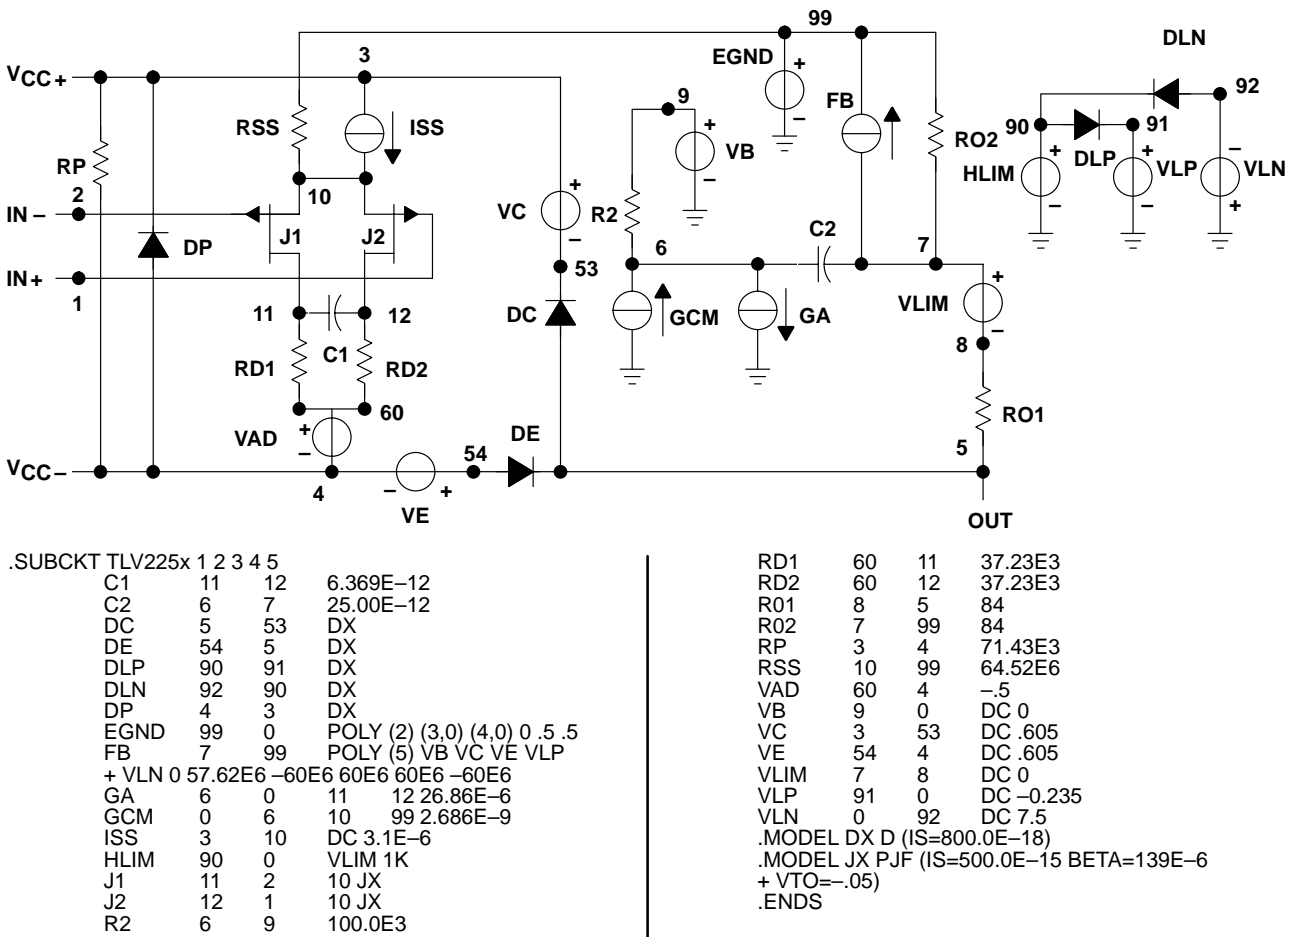 99
DLN
3
EGND
+
VCC+
92
9
FB
RSS
ISS
+
VB
–
RO2
90
91
RP
+
HLIM
–
DLP
+
VLP
–
–
VLN
+
2
10
IN –
VC
+
–
R2
C2
J1
J2
DP
6
7
IN+
53
1
+
VLIM
–
11
12
DC
GCM
GA
C1
8
RD1
RD2
60
RO1
VAD
+
–
DE
54
5
VCC–
4
–
+
VE
OUT
.SUBCKT TLV225x 1 2 3 4 5
C1 11 12 6.369E–12
C2 6 7 25.00E–12
DC 5 53 DX
DE 54 5 DX
DLP 90 91 DX
DLN 92 90 DX
DP 4 3 DX
EGND 99 0 POLY (2) (3,0) (4,0) 0 .5 .5
FB 7 99 POLY (5) VB VC VE VLP
+ VLN 0 57.62E6 –60E6 60E6 60E6 –60E6
GA 6 0 11 12 26.86E–6
GCM 0 6 10 99 2.686E–9
ISS 3 10 DC 3.1E–6
HLIM 90 0 VLIM 1K
J1 11 2 10 JX
J2 12 1 10 JX
R2 6 9 100.0E3
RD1 60 11 37.23E3
RD2 60 12 37.23E3
R01 8 5 84
R02 7 99 84
RP 3 4 71.43E3
RSS 10 99 64.52E6
VAD 60 4 –.5
VB 9 0 DC 0
VC 3 53 DC .605
VE 54 4 DC .605
VLIM 7 8 DC 0
VLP 91 0 DC –0.235
VLN 0 92 DC 7.5
.MODEL DX D (IS=800.0E–18)
.MODEL JX PJF (IS=500.0E–15 BETA=139E–6
+ VTO=–.05)
.ENDS